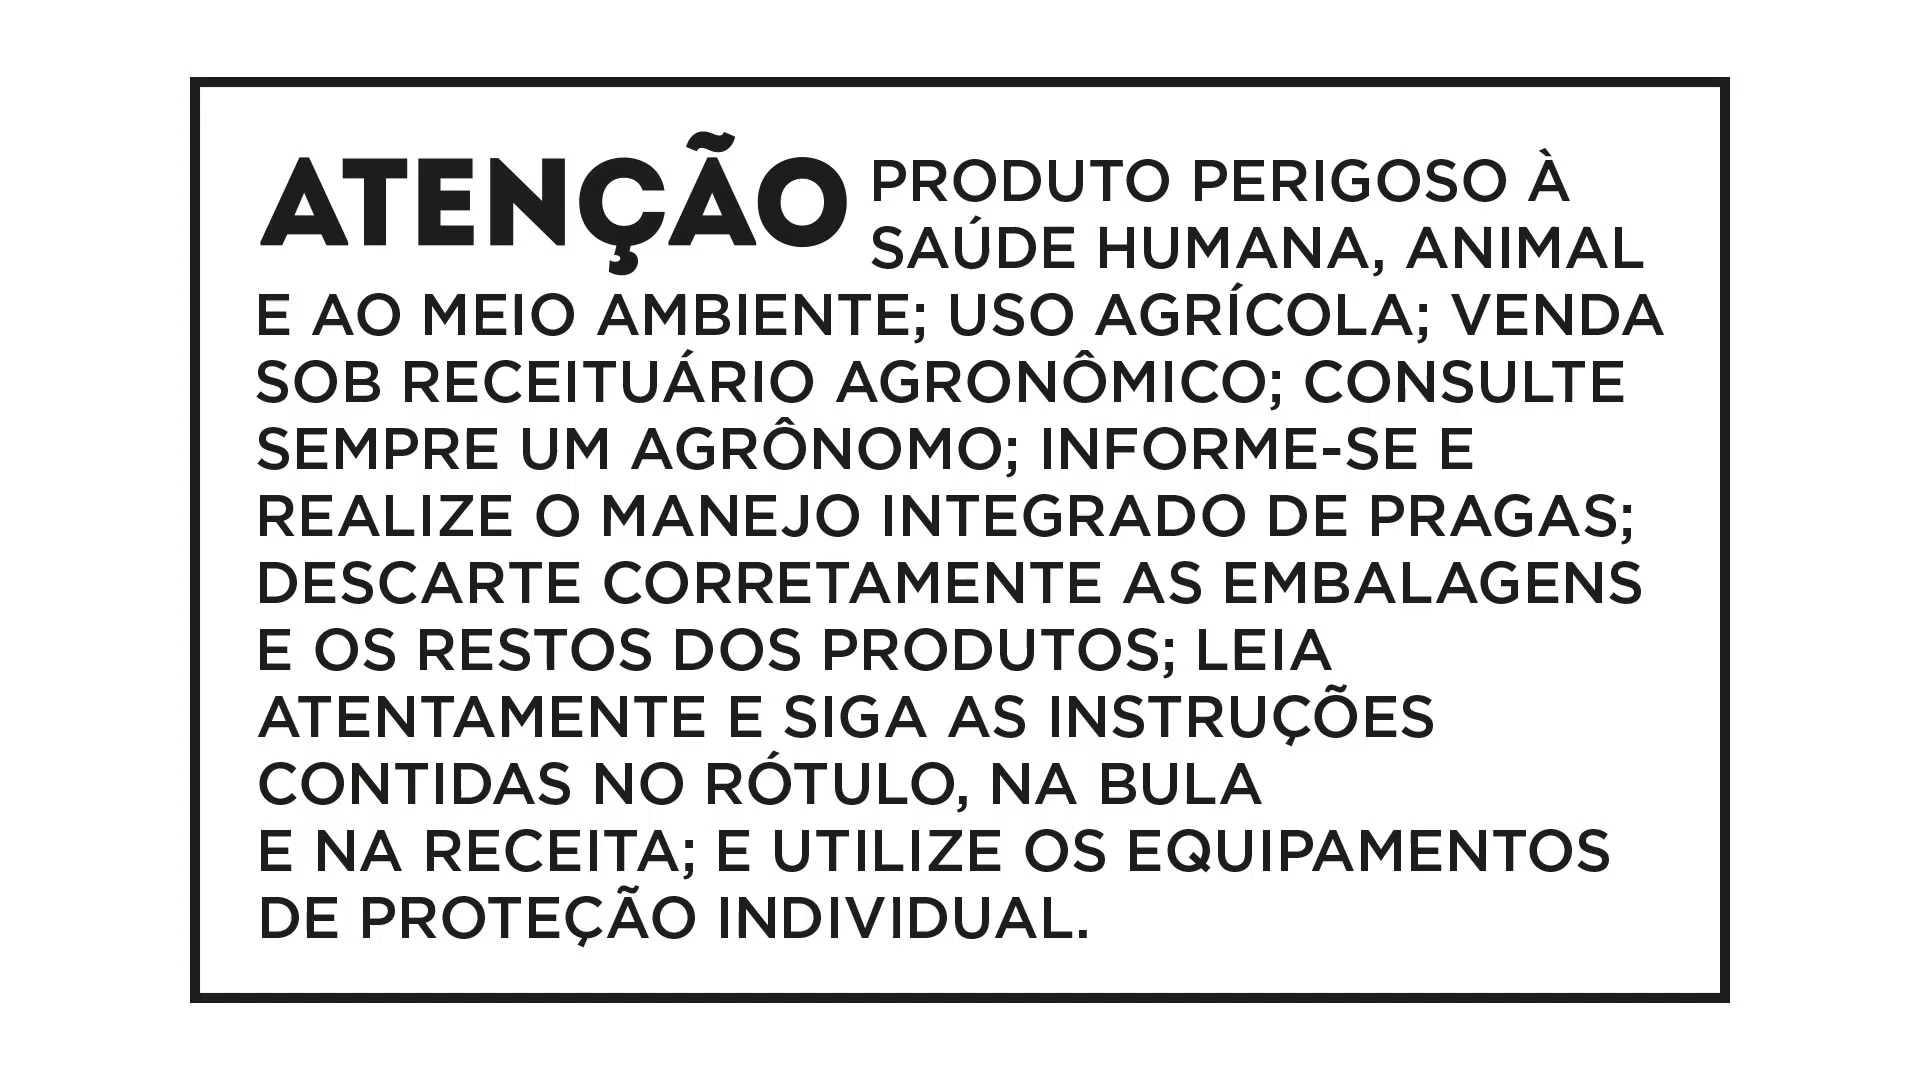 ATENÇÃO PRODUTO PERIGOSO À
SAÚDE HUMANA, ANIMAL
E AO MEIO AMBIENTE; USO AGRÍCOLA; VENDA
SOB RECEITUÁRIO AGRONÔMICO; CONSULTE
SEMPRE UM AGRÔNOMO; INFORME-SE E
REALIZE O MANEJO INTEGRADO DE PRAGAS;
DESCARTE CORRETAMENTE AS EMBALAGENS
E OS RESTOS DOS PRODUTOS; LEIA
ATENTAMENTE E SIGA AS INSTRUÇÕES
CONTIDAS NO RÓTULO, NA BULA
E NA RECEITA; E UTILIZE OS EQUIPAMENTOS
DE PROTEÇÃO INDIVIDUAL.